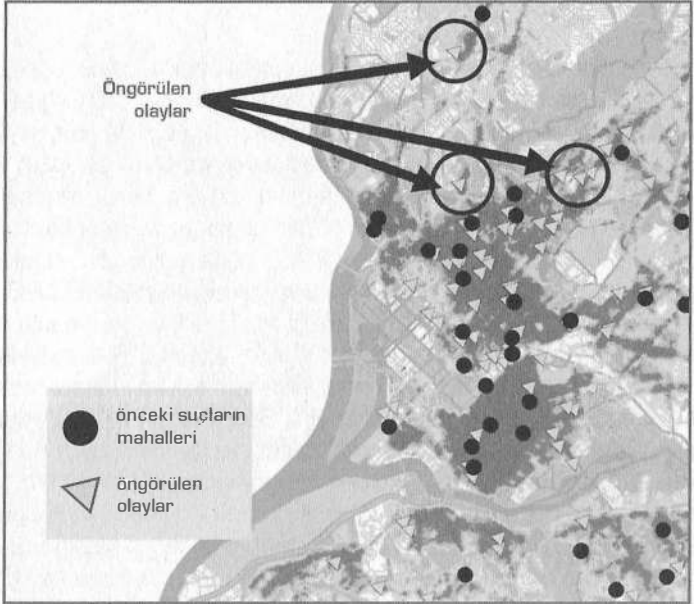 Öngörülen
olaylar
önceki suçların
mahalleri
öngörülen
olaylar